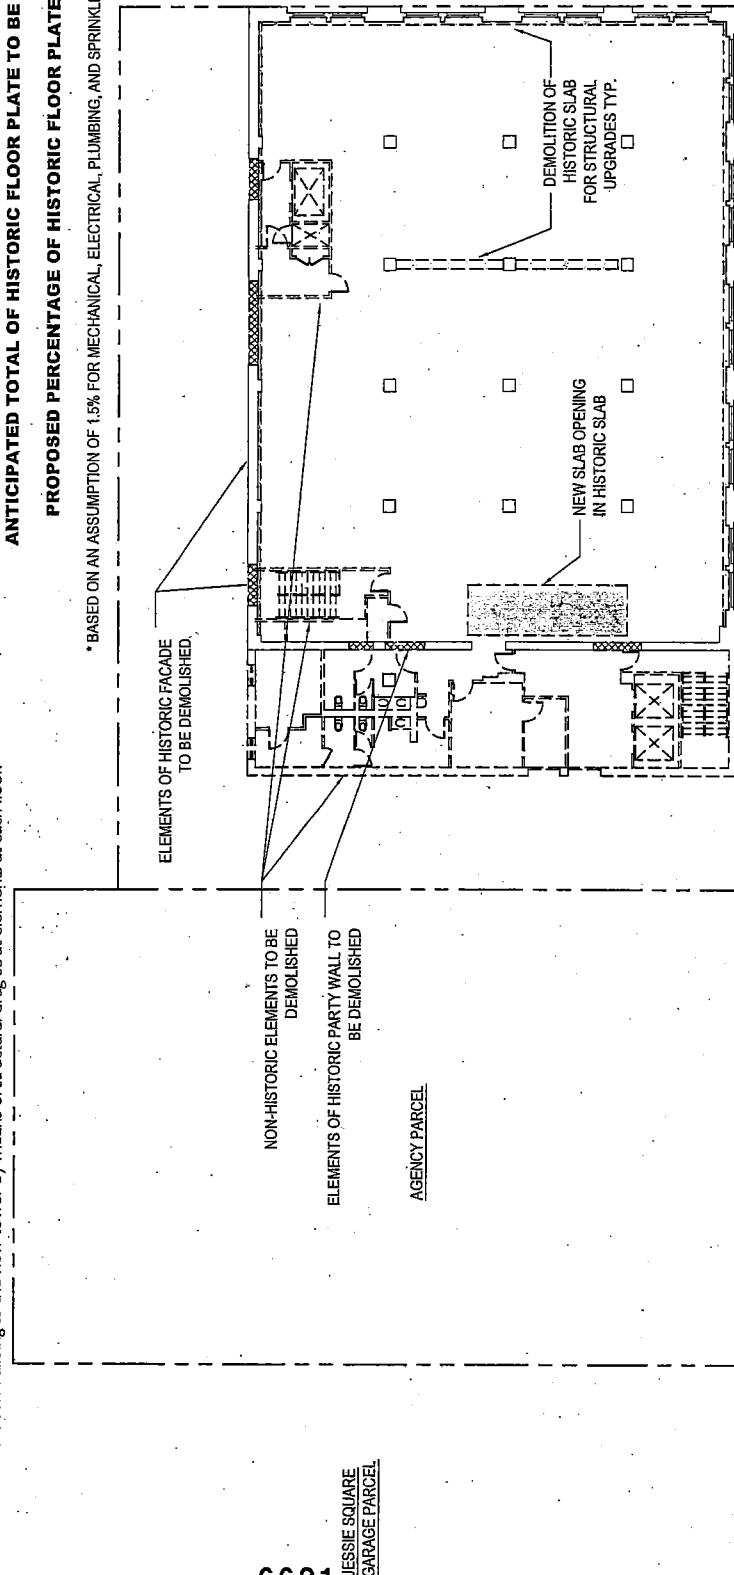 ANTICIPATED TOTAL OF HISTORIC FLOOR PLATE TO BE
PROPOSED PERCENTAGE OF HISTORIC FLOOR PLATE
* BASED ON AN ASSUMPTION OF 1.5% FOR MECHANICAL, ELECTRICAL, PLUMBING, AND
DEMOLITION OF
HISTORIC SLAB
FOR STRUCTURAL
UPGRADES TYP.
NEW SLAB OPENING
IN HISTORIC SLAB
ELEMENTS OF HISTORIC FACADE
TO BE DEMOLISHED.
NON-HISTORIC ELEMENTS TO BE
DEMOLISHED
ELEMENTS OF HISTORIC PARTY WALL TO
BE DEMOLISHED
AGENCY PARCEL
JESSIE SQUARE
GARAGE PARCEL